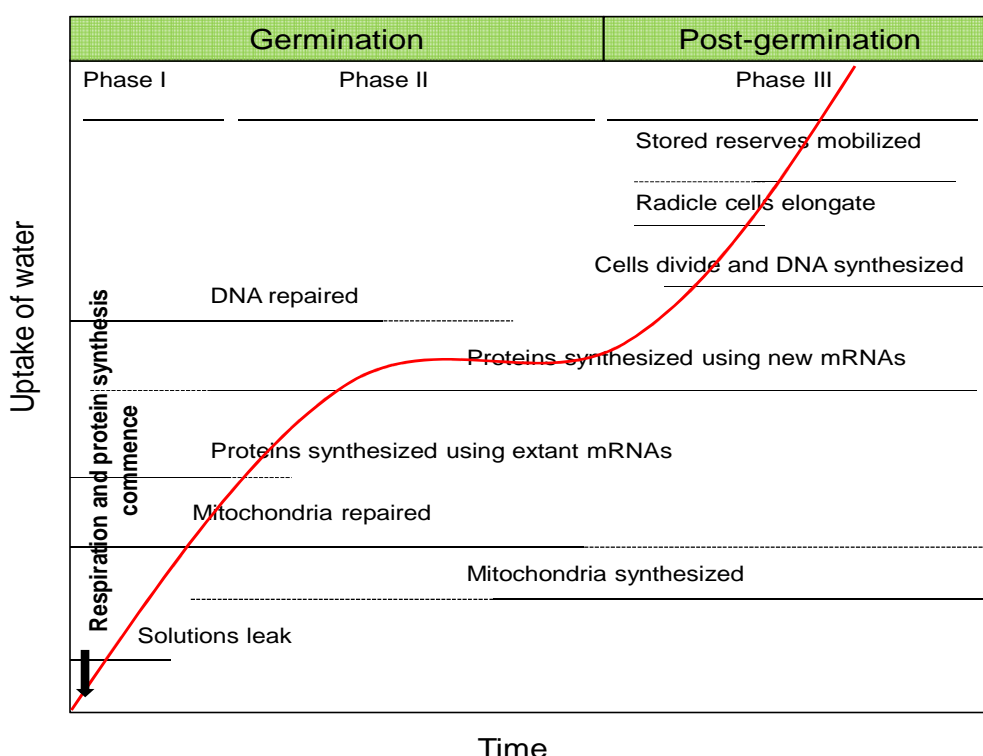 Germination
Post-germination
Phase I
Phase II
Phase III
Stored reserves mobilized
Radicle cells elongate
Cells divide and DNA synthesized
DNA repaired
Proteins synthesized using new mRNAs
Proteins synthesized using extant mRNAs
Mitochondria repaired
Mitochondria synthesized
Solutions leak
Respiration and protein synthesis
commence
Uptake of water
Time